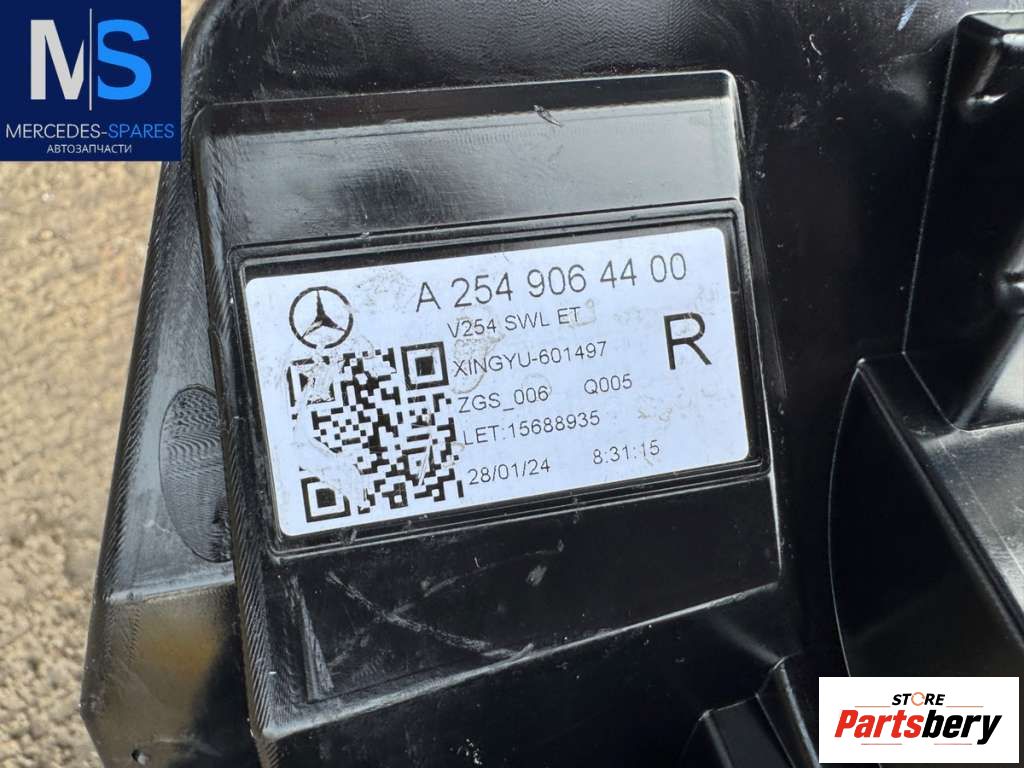 MS
MERCEDES-SPARES
АВТОЗАПЧАСТИ
A 254 906 44 00
V254 SWL ET
R
XINGYU-601497
ZGS_006 Q005
LET:15688935
28/01/24 8:31:15
STORE
Partsbery